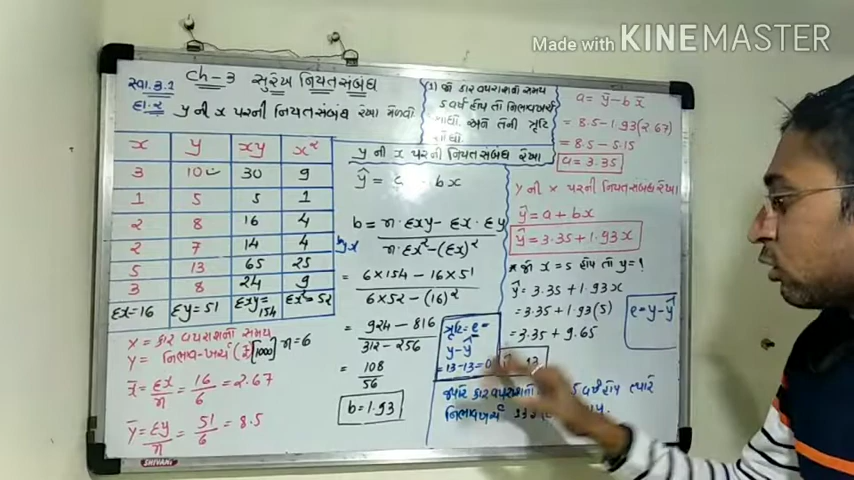 Made with KINEMASTER
સ્વા.3.2
Ch-3 સુરેખ નિયતસંબંધ
દા.2 y ની x પરની નિયતસંબંધ રેખા મેળવો
x y xy x²
3 10 30 9
1 5 5 1
2 8 16 4
2 7 14 4
5 13 65 25
3 8 24 9
Σx=16 Σy=51 Σxy=154 Σx²=52
x = કાર વપરાશનો સમય
y = નિભાવ-ખર્ચ (₹)[1000] n=6
x̄ = Σx/n = 16/6 = 2.67
ȳ = Σy/n = 51/6 = 8.5
(1) જો કાર વપરાશનો સમય
5 વર્ષ હોય તો નિભાવખર્ચ
શોધો. અને તેની ત્રુટિ
શોધો.
y ની x પરની નિયતસંબંધ રેખા
ŷ = a + bx
b = n·Σxy - Σx·Σy / n·Σx² - (Σx)²
byx
= 6×154 - 16×51 / 6×52 - (16)²
= 924 - 816 / 312 - 256
= 108 / 56
b = 1.93
ત્રુટિ = e =
y - ŷ
= 13-13 = 0
a = ȳ - b x̄
= 8.5 - 1.93(2.67)
= 8.5 - 5.15
a = 3.35
y ની x પરની નિયતસંબંધ રેખા
ŷ = a + bx
ŷ = 3.35 + 1.93x
* જો x = 5 હોય તો y = ?
ŷ = 3.35 + 1.93x
= 3.35 + 1.93(5)
= 3.35 + 9.65
e = y - ŷ
જ્યારે કાર વપરાશનો 5 વર્ષ હોય ત્યારે
નિભાવખર્ચ
SHIVANI